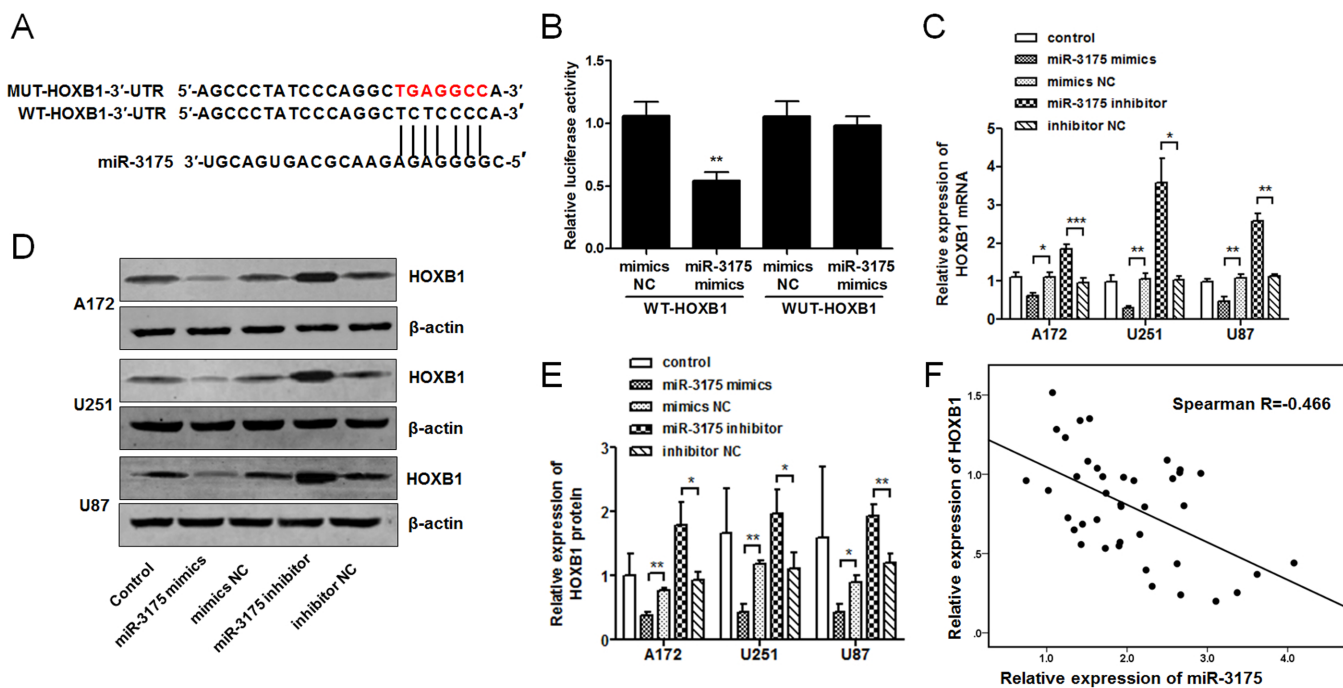 A
MUT-HOXB1-3′-UTR 5′-AGCCCTATCCCAGGCTGAGGCCA-3′
WT-HOXB1-3′-UTR 5′-AGCCCTATCCCAGGCTCTCCCCA-3′
miR-3175 3′-UGCAGUGACGCAAGAGAGGGGC-5′
B
Relative luciferase activity
1.5
1.0
0.5
0.0
**
mimics NC
miR-3175 mimics
mimics NC
miR-3175 mimics
WT-HOXB1
WUT-HOXB1
C
control
miR-3175 mimics
mimics NC
miR-3175 inhibitor
inhibitor NC
Relative expression of
HOXB1 mRNA
5
4
3
2
1
0
* *** ** * ** **
A172 U251 U87
D
HOXB1
A172
β-actin
HOXB1
U251
β-actin
HOXB1
U87
β-actin
Control
miR-3175 mimics
mimics NC
miR-3175 inhibitor
inhibitor NC
E
control
miR-3175 mimics
mimics NC
miR-3175 inhibitor
inhibitor NC
Relative expression of
HOXB1 protein
3
2
1
0
** * ** * * **
A172 U251 U87
F
Spearman R=-0.466
Relative expression of HOXB1
1.5
1.0
.5
.0
1.0 2.0 3.0 4.0
Relative expression of miR-3175